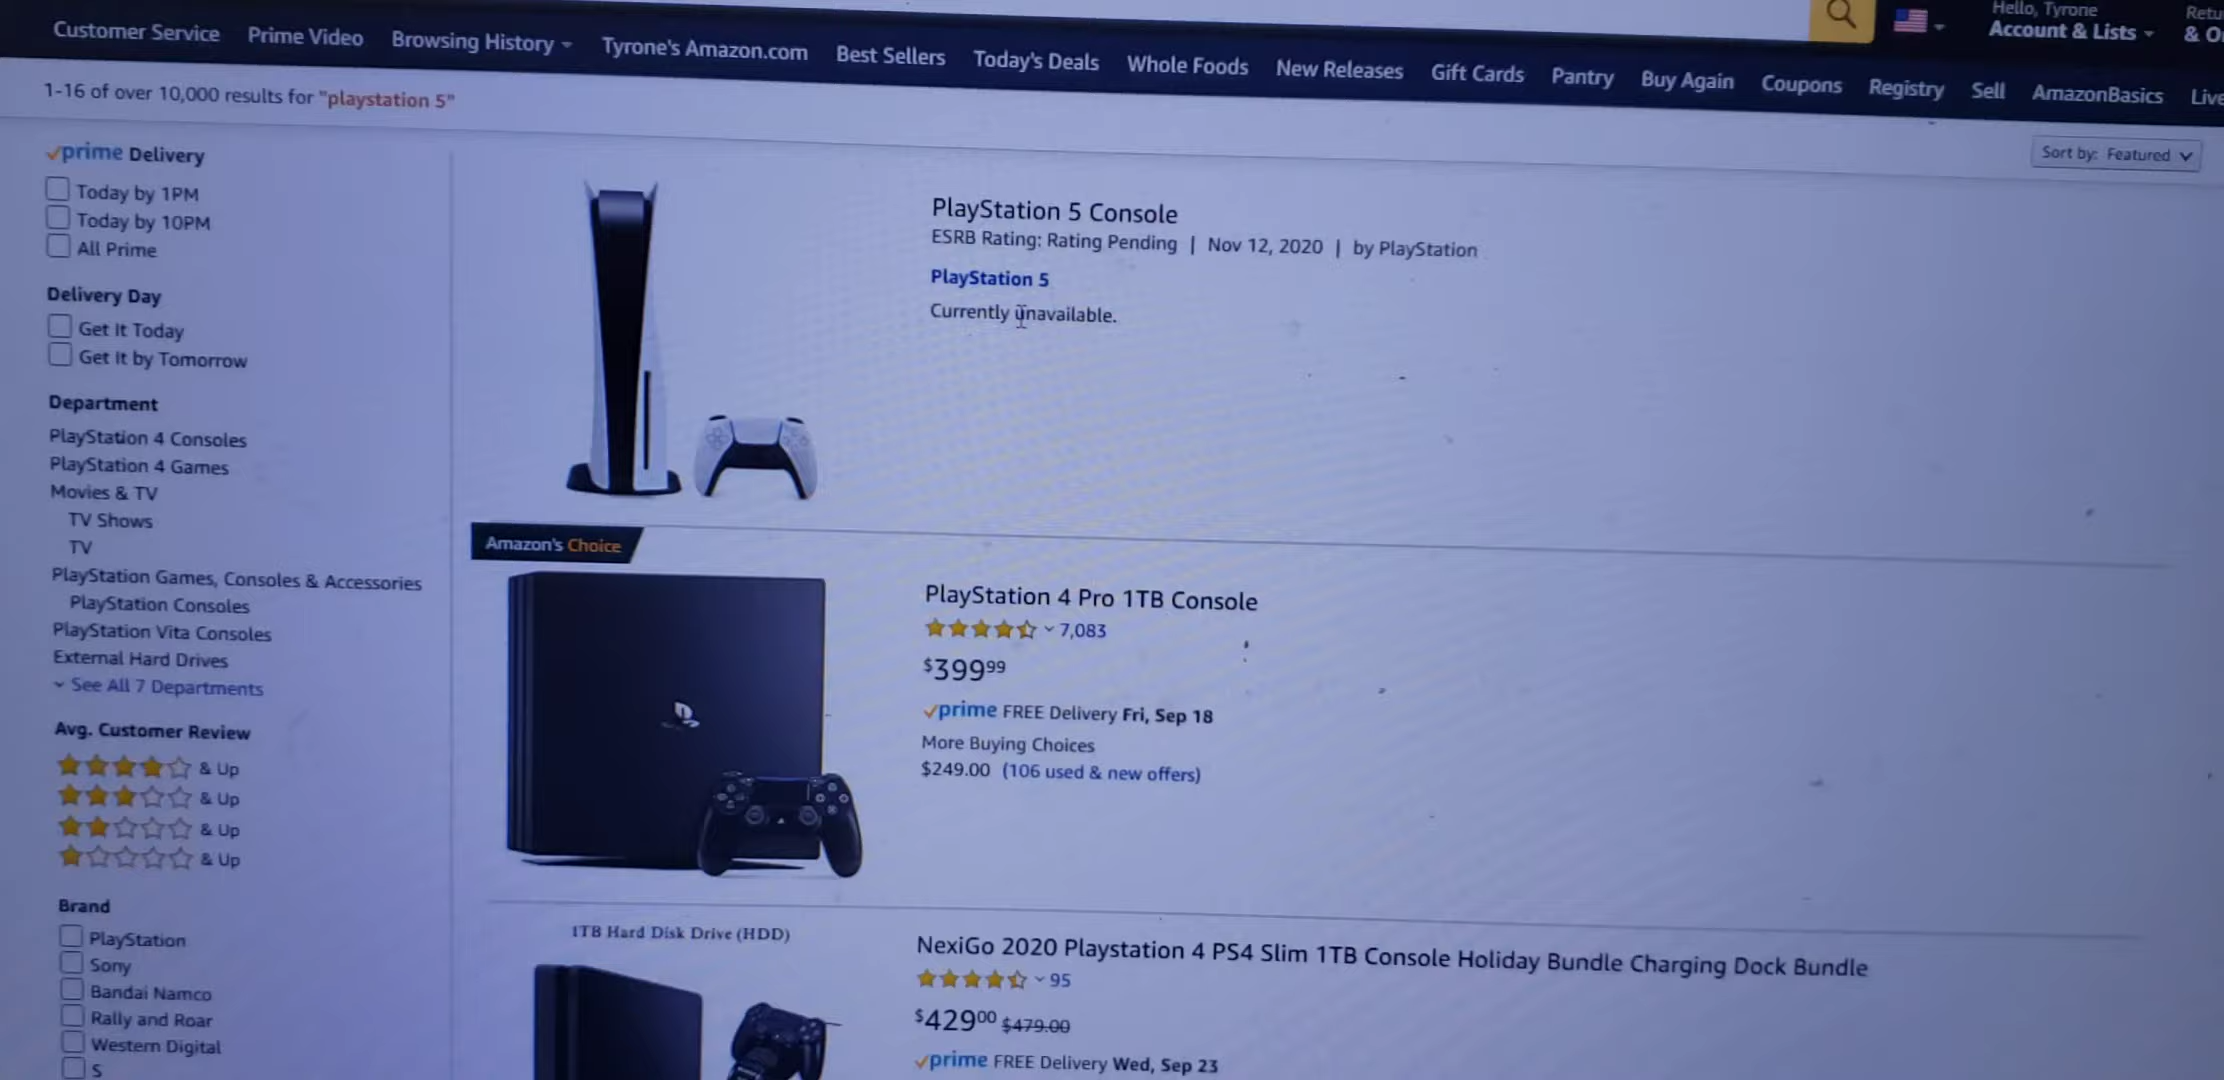 Hello, Tyrone
Customer Service Prime Video Browsing History Tyrone's Amazon.com Best Sellers Today's Deals Whole Foods New Releases Gift Cards Pantry Buy Again Coupons Registry Sell AmazonBasics Live
Account & Lists
Retu
& O
1-16 of over 10,000 results for "playstation 5"
Sort by: Featured
prime Delivery
Today by 1PM
Today by 10PM
All Prime
Delivery Day
Get It Today
Get It by Tomorrow
Department
PlayStation 4 Consoles
PlayStation 4 Games
Movies & TV
TV Shows
TV
PlayStation Games, Consoles & Accessories
PlayStation Consoles
PlayStation Vita Consoles
External Hard Drives
See All 7 Departments
Avg. Customer Review
& Up
& Up
& Up
& Up
Brand
PlayStation
Sony
Bandai Namco
Rally and Roar
Western Digital
S
PlayStation 5 Console
ESRB Rating: Rating Pending | Nov 12, 2020 | by PlayStation
PlayStation 5
Currently unavailable.
Amazon's Choice
PlayStation 4 Pro 1TB Console
7,083
$399.99
prime FREE Delivery Fri, Sep 18
More Buying Choices
$249.00 (106 used & new offers)
1TB Hard Disk Drive (HDD)
NexiGo 2020 Playstation 4 PS4 Slim 1TB Console Holiday Bundle Charging Dock Bundle
95
$429.00 $479.00
prime FREE Delivery Wed, Sep 23